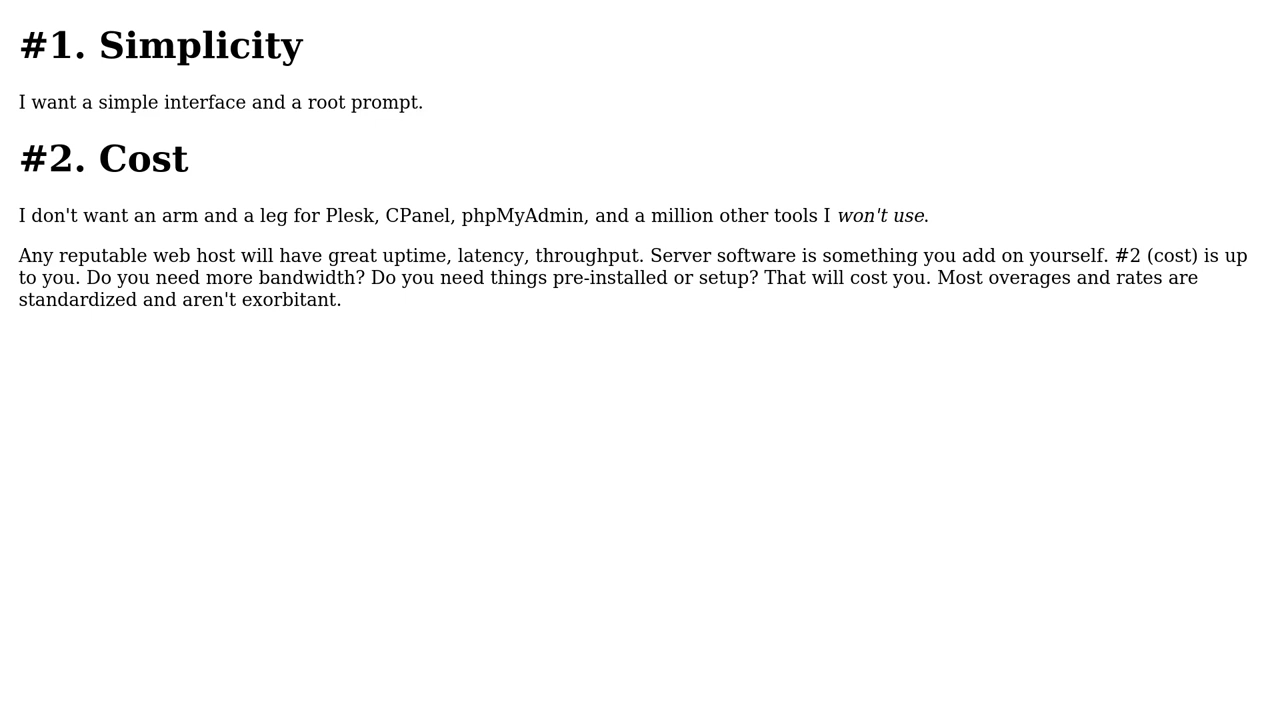 #1. Simplicity
I want a simple interface and a root prompt.
#2. Cost
I don't want an arm and a leg for Plesk, CPanel, phpMyAdmin, and a million other tools I won't use.
Any reputable web host will have great uptime, latency, throughput. Server software is something you add on yourself. #2 (cost) is up
to you. Do you need more bandwidth? Do you need things pre-installed or setup? That will cost you. Most overages and rates are
standardized and aren't exorbitant.